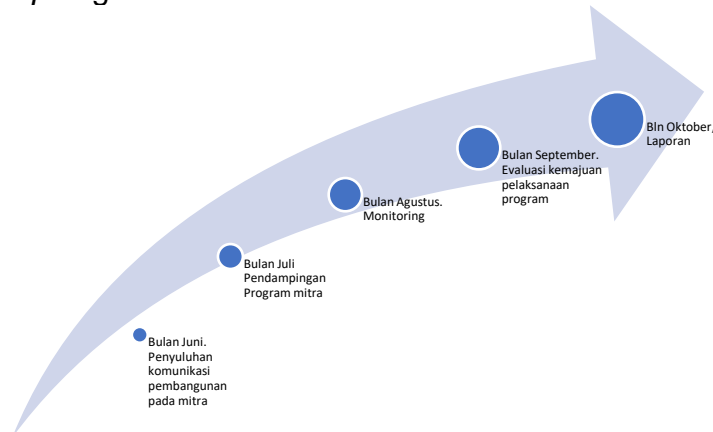 Bln Oktober,
Laporan
Bulan September.
Evaluasi kemajuan
pelaksanaan
program
Bulan Agustus.
Monitoring
Bulan Juli
Pendampingan
Program mitra
Bulan Juni.
Penyuluhan
komunikasi
pembangunan
pada mitra